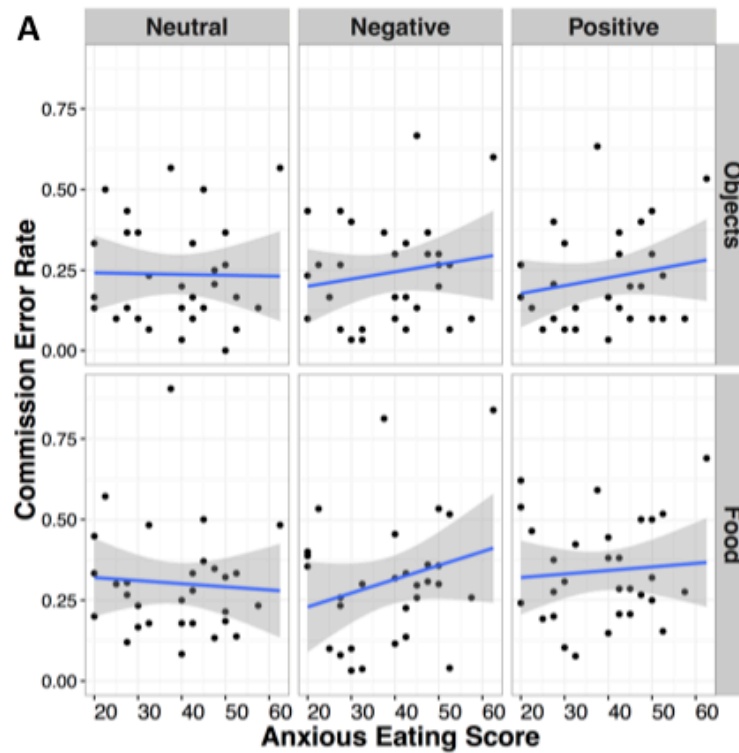 A
Neutral Negative Positive
0.75
0.50
0.25
0.00
Objects
0.75
0.50
0.25
0.00
Food
Commission Error Rate
20 30 40 50 60 20 30 40 50 60 20 30 40 50 60
Anxious Eating Score